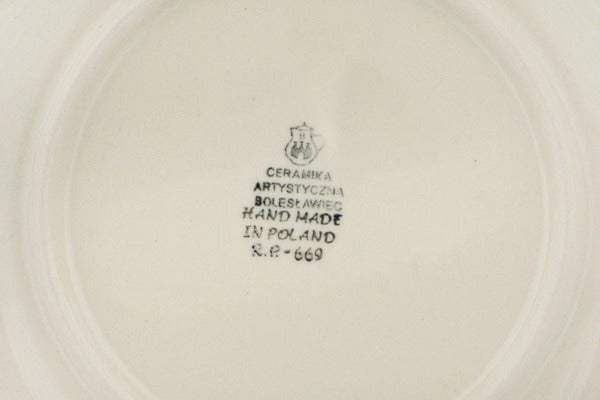 CERAMIKA
ARTYSTYCZNA
BOLESŁAWIEC
HAND MADE
IN POLAND
R.P.-669